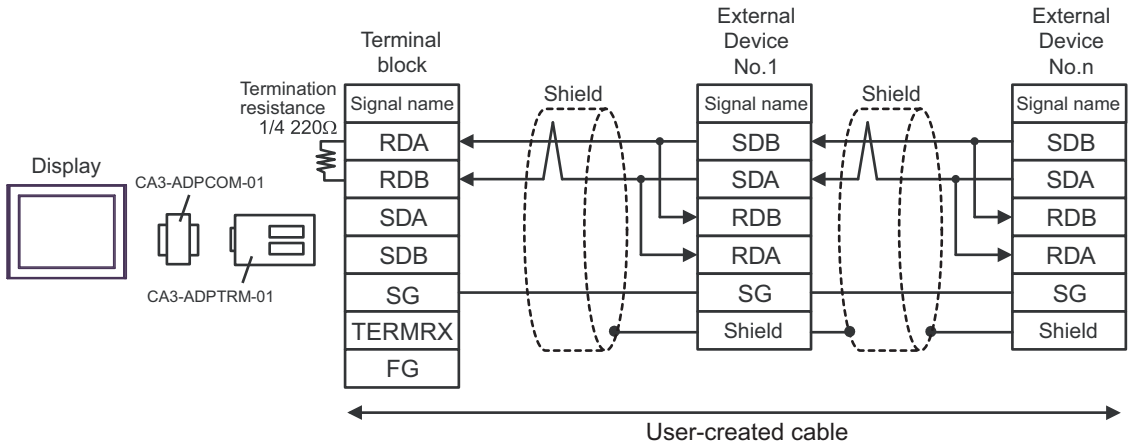 Terminal
block
External
Device
No.1
External
Device
No.n
Termination
resistance
1/4 220Ω
Shield
Shield
Display
CA3-ADPCOM-01
CA3-ADPTRM-01
Signal name
RDA
RDB
SDA
SDB
SG
TERMRX
FG
Signal name
SDB
SDA
RDB
RDA
SG
Shield
Signal name
SDB
SDA
RDB
RDA
SG
Shield
User-created cable